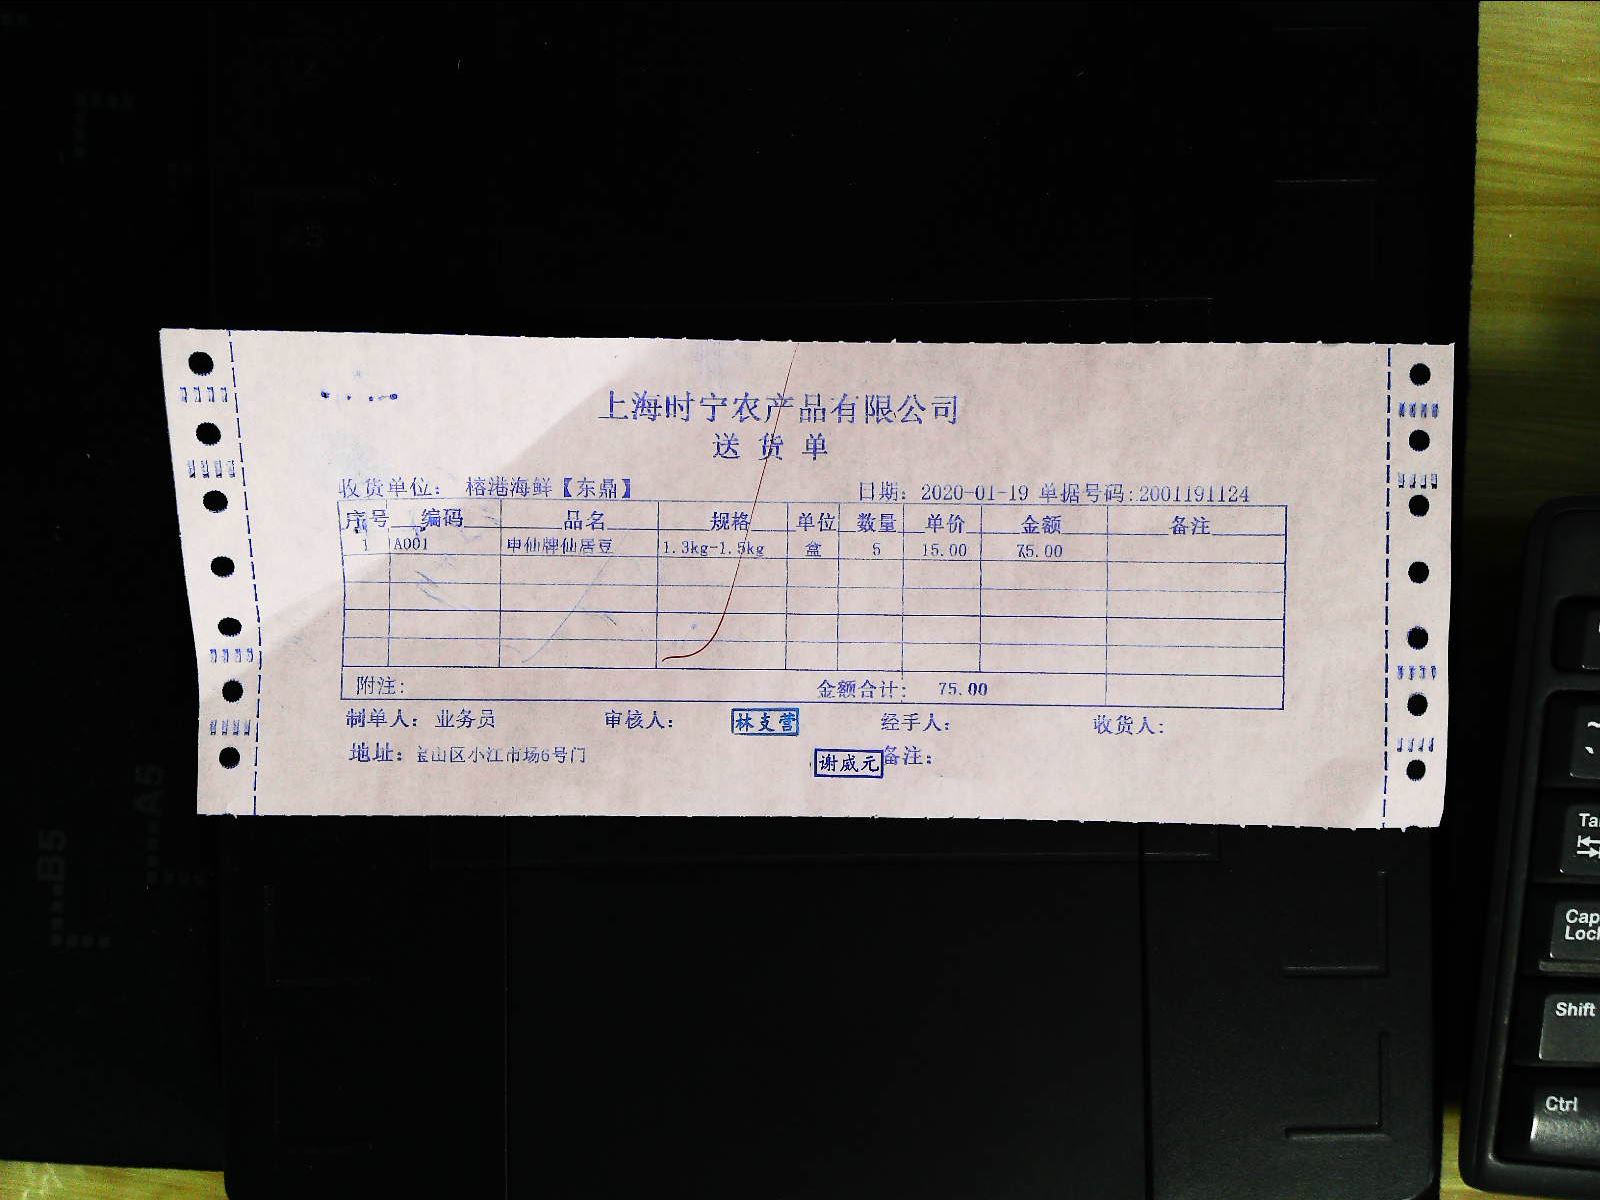 上海时宁农产品有限公司
送货单
收货单位： 榕港海鲜【东鼎】 日期：2020-01-19 单据号码:2001191124
序号 编码 品名 规格 单位 数量 单价 金额 备注
1 A001 申仙牌仙居豆 1.3kg-1.5kg 盒 5 15.00 75.00
附注: 金额合计: 75.00
制单人：业务员 审核人： 林支营 经手人： 收货人：
地址：宝山区小江市场6号门 谢威元 备注：
B5
A5
Caps Lock
Shift
Ctrl